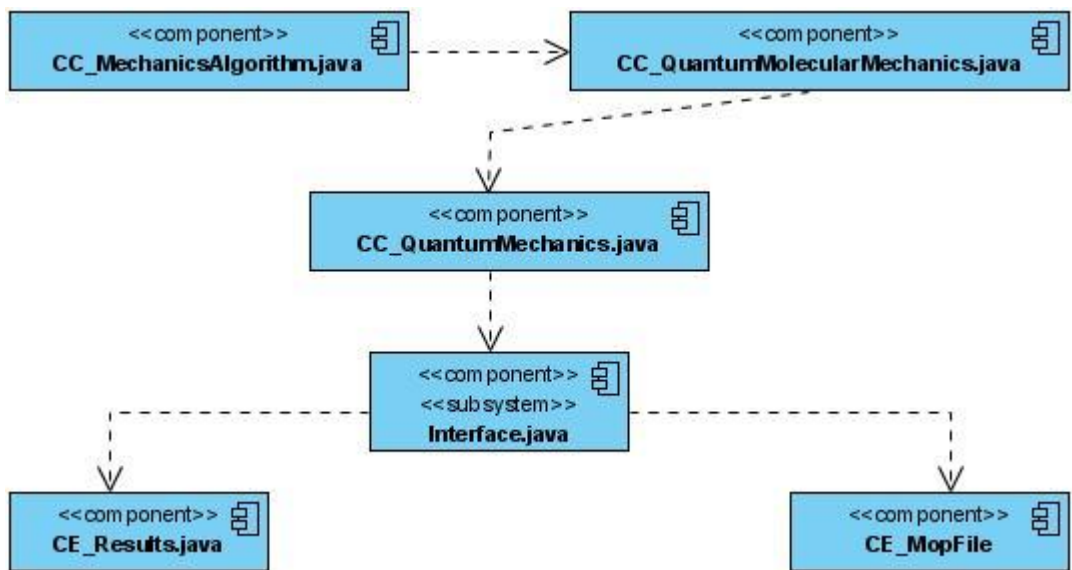 <<component>>
CC_MechanicsAlgorithm.java
<<component>>
CC_QuantumMolecularMechanics.java
<<component>>
CC_QuantumMechanics.java
<<component>>
<<subsystem>>
Interface.java
<<component>>
CE_Results.java
<<component>>
CE_MopFile